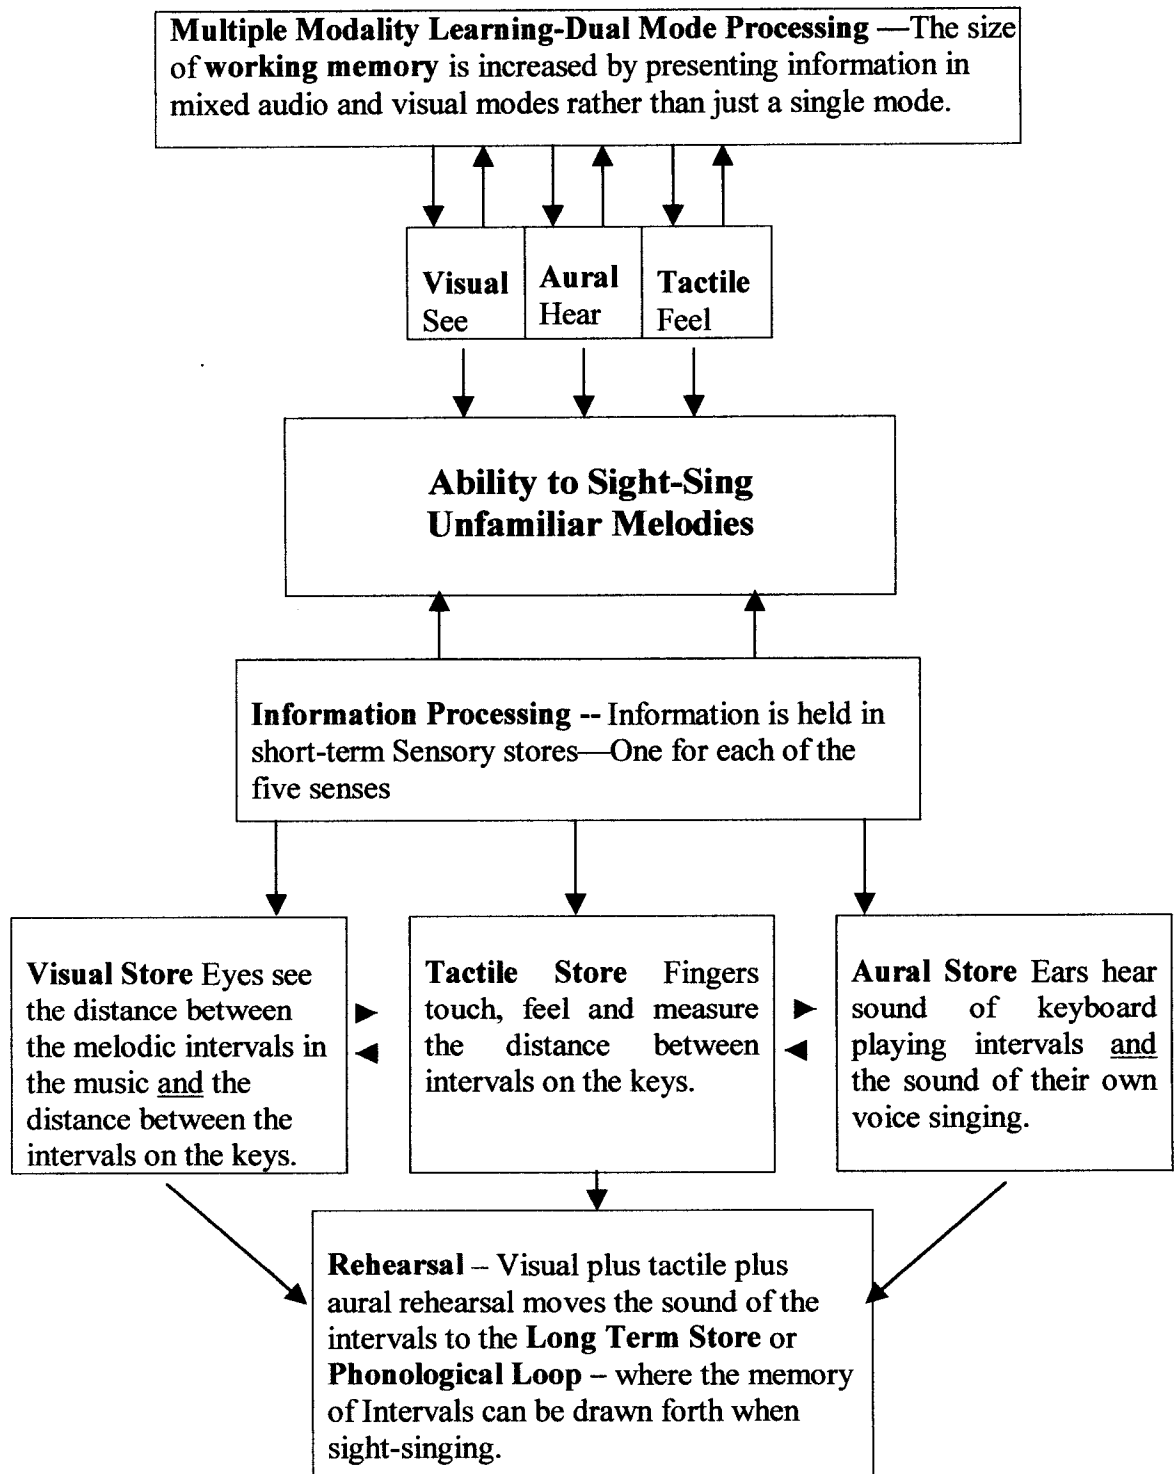 Multiple Modality Learning-Dual Mode Processing —The size
of working memory is increased by presenting information in
mixed audio and visual modes rather than just a single mode.
Visual
See
Aural
Hear
Tactile
Feel
Ability to Sight-Sing
Unfamiliar Melodies
Information Processing -- Information is held in
short-term Sensory stores—One for each of the
five senses
Visual Store Eyes see
the distance between
the melodic intervals in
the music and the
distance between the
intervals on the keys.
Tactile Store Fingers
touch, feel and measure
the distance between
intervals on the keys.
Aural Store Ears hear
sound of keyboard
playing intervals and
the sound of their own
voice singing.
Rehearsal – Visual plus tactile plus
aural rehearsal moves the sound of the
intervals to the Long Term Store or
Phonological Loop – where the memory
of Intervals can be drawn forth when
sight-singing.